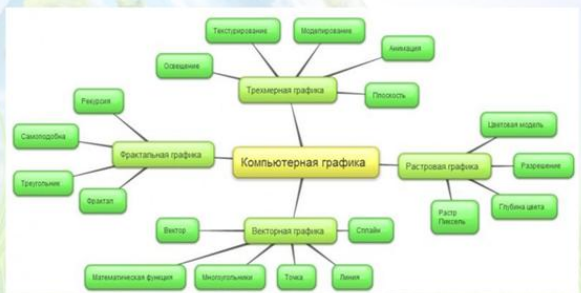 Текстурирование
Моделирование
Анимация
Освещение
Трехмерная графика
Плоскость
Рекурсия
Самоподобна
Фрактальная графика
Треугольник
Фрактал
Компьютерная графика
Цветовая модель
Растровая графика
Разрешение
Глубина цвета
Растр
Пиксель
Вектор
Векторная графика
Сплайн
Математическая функция
Многоугольники
Точка
Линия